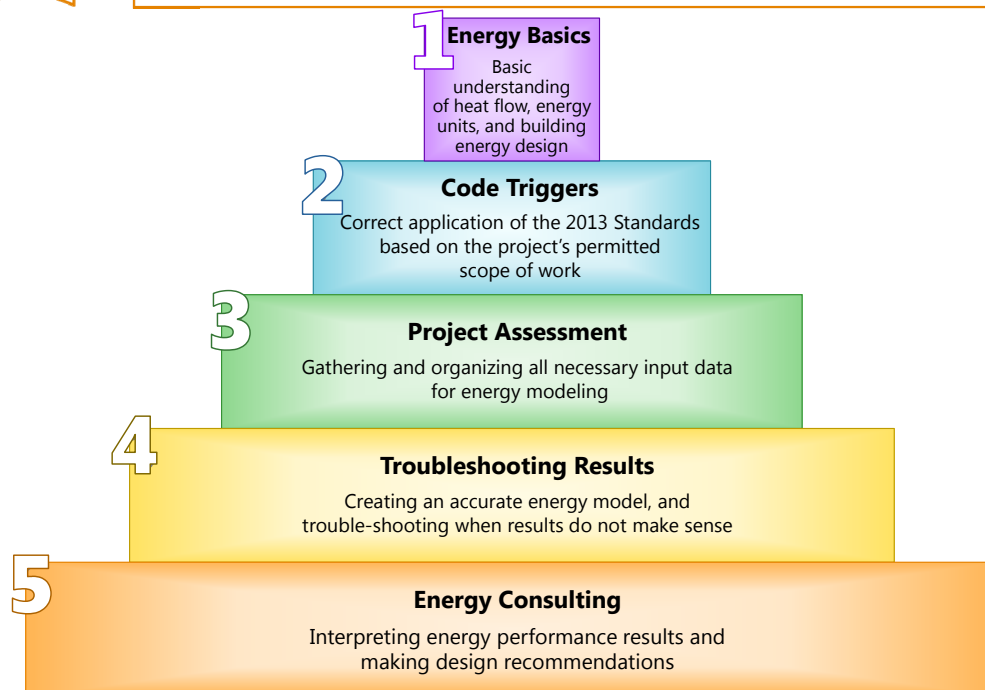 1
Energy Basics
Basic
understanding
of heat flow, energy
units, and building
energy design
2
Code Triggers
Correct application of the 2013 Standards
based on the project's permitted
scope of work
3
Project Assessment
Gathering and organizing all necessary input data
for energy modeling
4
Troubleshooting Results
Creating an accurate energy model, and
trouble-shooting when results do not make sense
5
Energy Consulting
Interpreting energy performance results and
making design recommendations